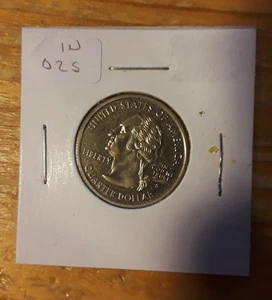 IN
02S
UNITED STATES OF AMERICA
LIBERTY
QUARTER DOLLAR